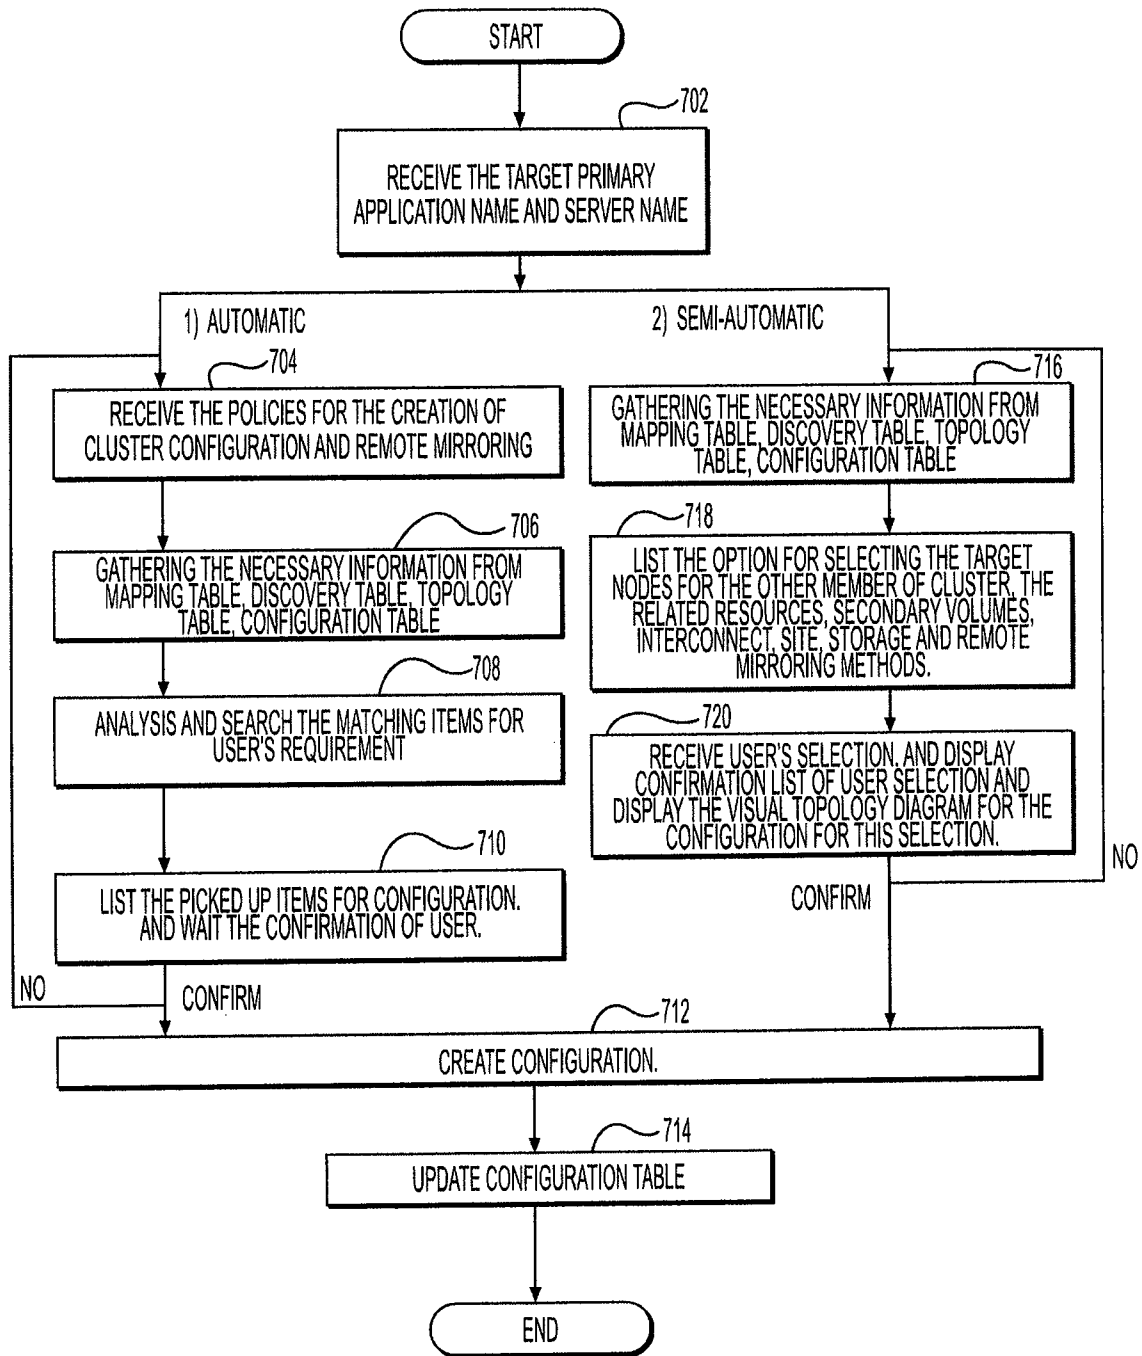 START
702
RECEIVE THE TARGET PRIMARY
APPLICATION NAME AND SERVER NAME
1) AUTOMATIC
2) SEMI-AUTOMATIC
704
RECEIVE THE POLICIES FOR THE CREATION OF
CLUSTER CONFIGURATION AND REMOTE MIRRORING
706
GATHERING THE NECESSARY INFORMATION FROM
MAPPING TABLE, DISCOVERY TABLE, TOPOLOGY
TABLE, CONFIGURATION TABLE
708
ANALYSIS AND SEARCH THE MATCHING ITEMS FOR
USER'S REQUIREMENT
710
LIST THE PICKED UP ITEMS FOR CONFIGURATION.
AND WAIT THE CONFIRMATION OF USER.
NO
CONFIRM
716
GATHERING THE NECESSARY INFORMATION FROM
MAPPING TABLE, DISCOVERY TABLE, TOPOLOGY
TABLE, CONFIGURATION TABLE
718
LIST THE OPTION FOR SELECTING THE TARGET
NODES FOR THE OTHER MEMBER OF CLUSTER, THE
RELATED RESOURCES, SECONDARY VOLUMES,
INTERCONNECT, SITE, STORAGE AND REMOTE
MIRRORING METHODS.
720
RECEIVE USER'S SELECTION. AND DISPLAY
CONFIRMATION LIST OF USER SELECTION AND
DISPLAY THE VISUAL TOPOLOGY DIAGRAM FOR THE
CONFIGURATION FOR THIS SELECTION.
NO
CONFIRM
712
CREATE CONFIGURATION.
714
UPDATE CONFIGURATION TABLE
END